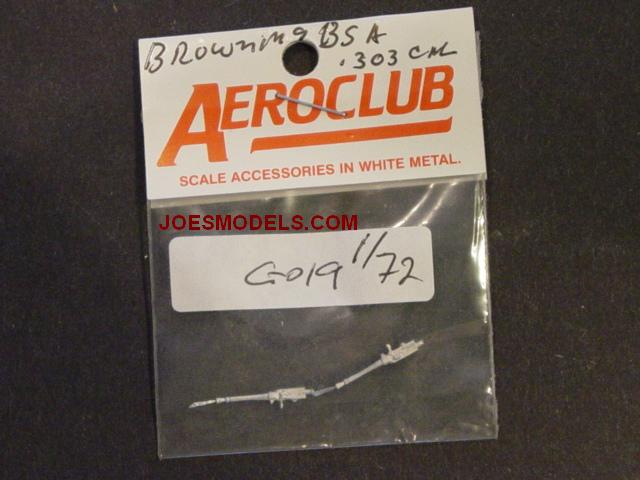 BROWNING BSA
.303 CAL
AEROCLUB
SCALE ACCESSORIES IN WHITE METAL.
JOESMODELS.COM
G019 1/72